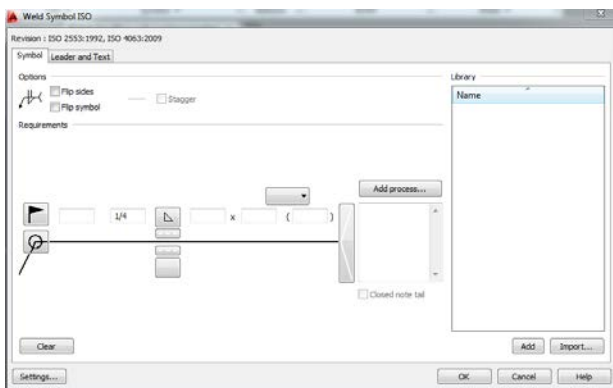 Weld Symbol ISO
Revision : ISO 2553:1992, ISO 4063:2009
Symbol Leader and Text
Options
Library
Flip sides
Stagger
Name
Flip symbol
Requirements
Add process...
1/4 x ( )
Closed note tail
Clear Add Import...
Settings... OK Cancel Help